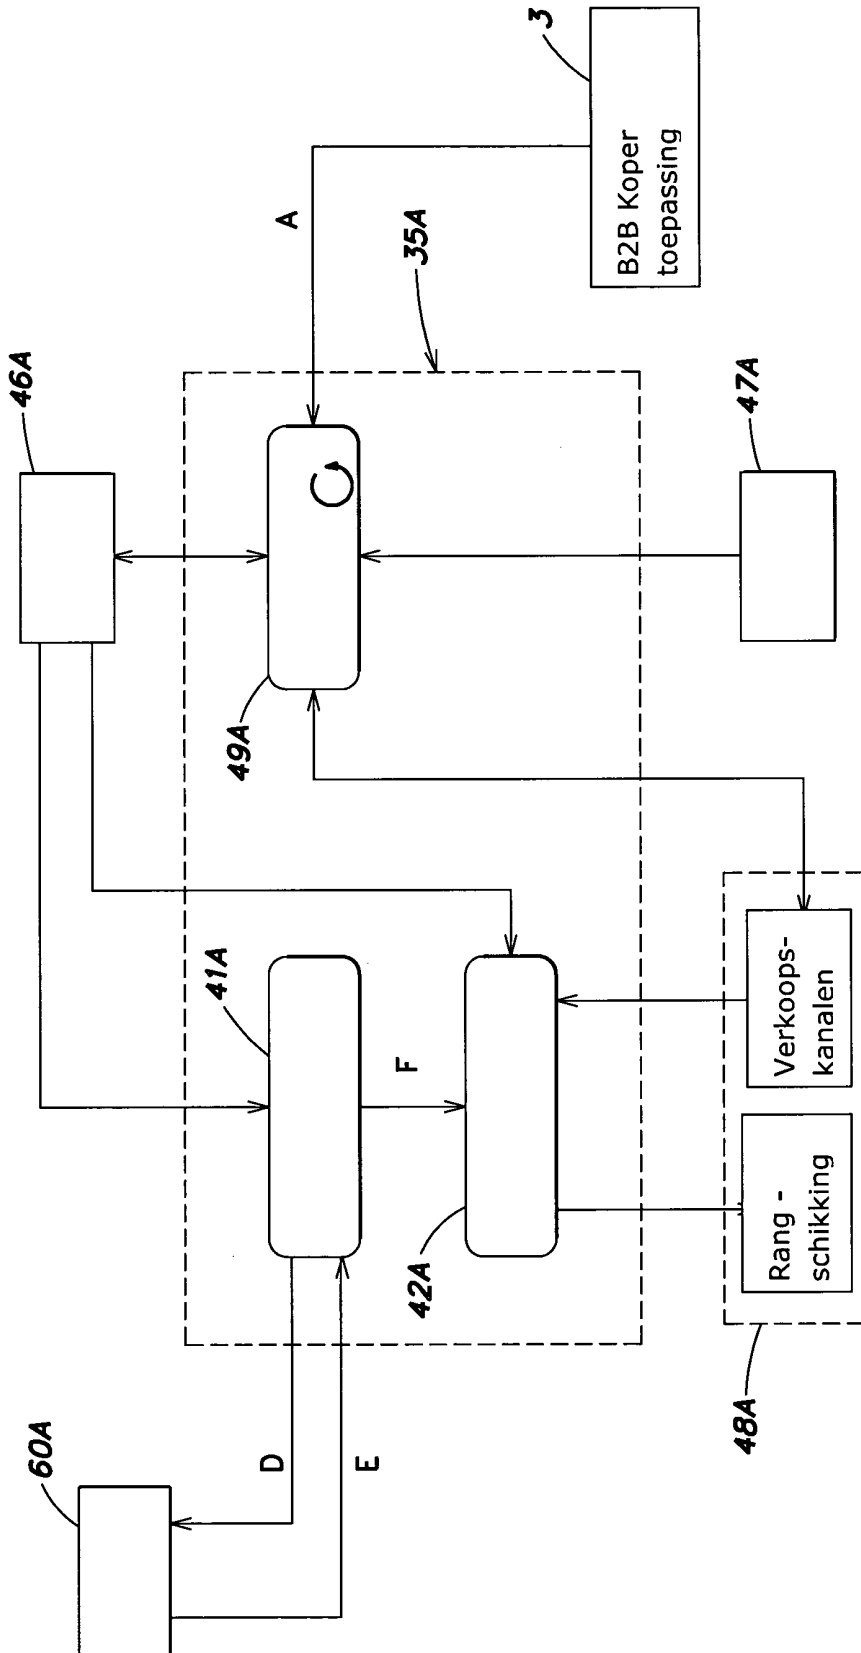 60A
D
E
41A
F
42A
48A
Rang -
schikking
Verkoops-
kanalen
46A
49A
47A
A
35A
3
B2B Koper
toepassing